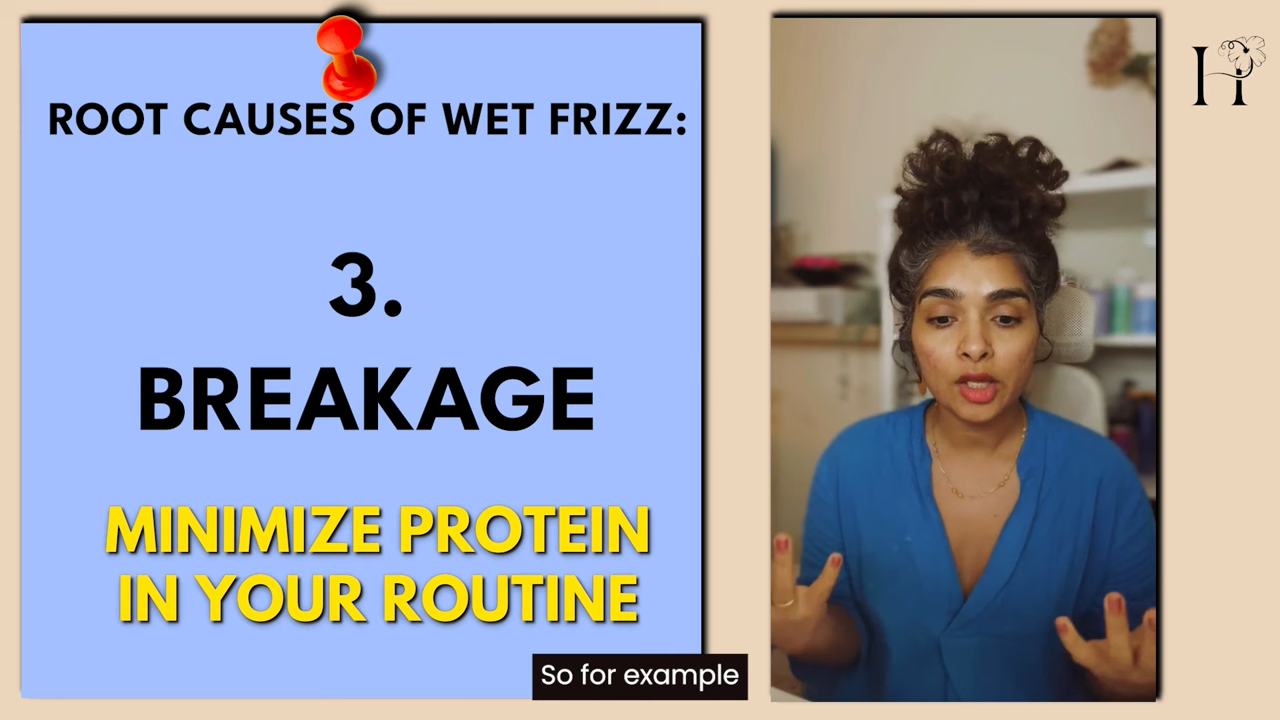 ROOT CAUSES OF WET FRIZZ:
3.
BREAKAGE
MINIMIZE PROTEIN
IN YOUR ROUTINE
So for example
H